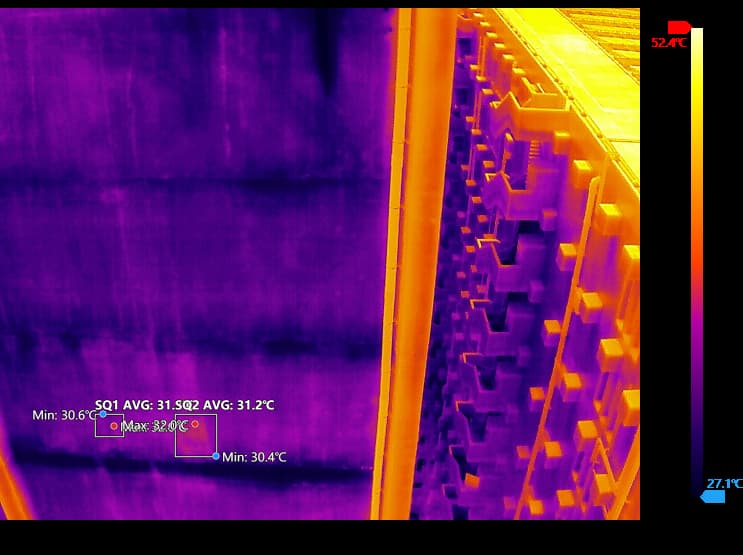 52.4℃
SQ1 AVG: 31.
SQ2 AVG: 31.2℃
Min: 30.6℃
Max: 32.0℃
Min: 30.4℃
27.1℃